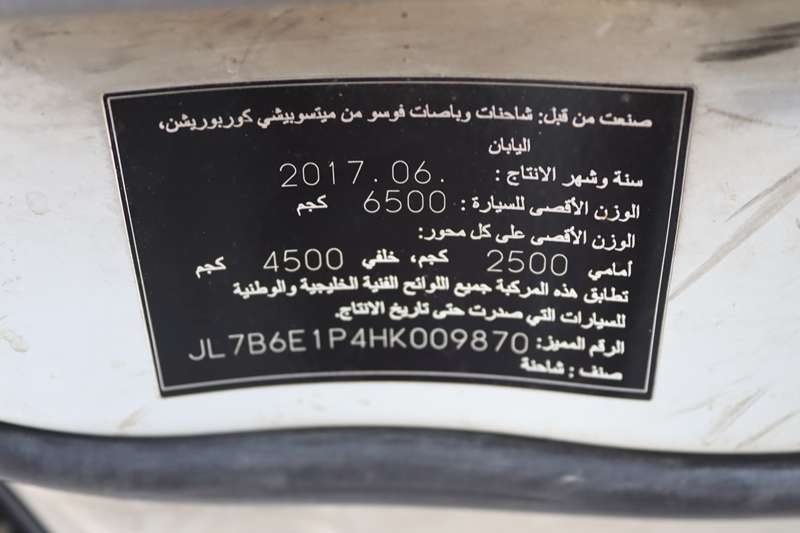 صنعت من قبل: شاحنات وباصات فوسو من ميتسوبيشي كوربوريشن،
اليابان
سنة وشهر الانتاج : 2017.06.
الوزن الأقصى للسيارة : 6500 كجم
الوزن الأقصى على كل محور:
أمامي 2500 كجم، خلفي 4500 كجم
تطابق هذه المركبة جميع اللوائح الفنية الخليجية والوطنية
للسيارات التي صدرت حتى تاريخ الانتاج.
الرقم المميز: JL7B6E1P4HK009870
صنف : شاحنة